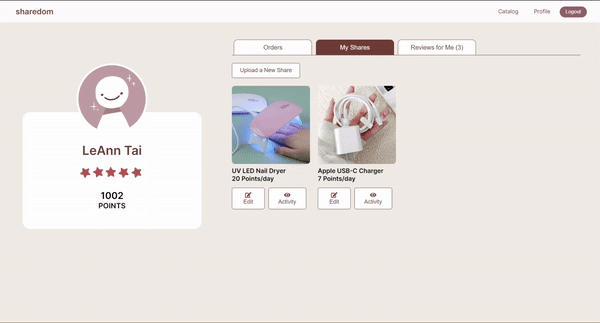 sharedom
Catalog Profile Logout
Orders My Shares Reviews for Me (3)
Upload a New Share
LeAnn Tai
1002
POINTS
UV LED Nail Dryer
20 Points/day
Edit Activity
Apple USB-C Charger
7 Points/day
Edit Activity